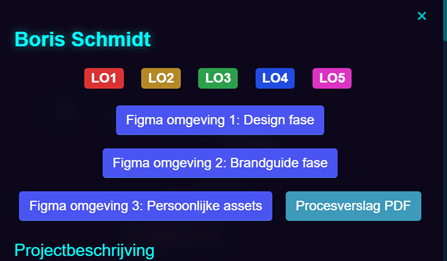 ×
Boris Schmidt
LO1 LO2 LO3 LO4 LO5
Figma omgeving 1: Design fase
Figma omgeving 2: Brandguide fase
Figma omgeving 3: Persoonlijke assets Procesverslag PDF
Projectbeschrijving